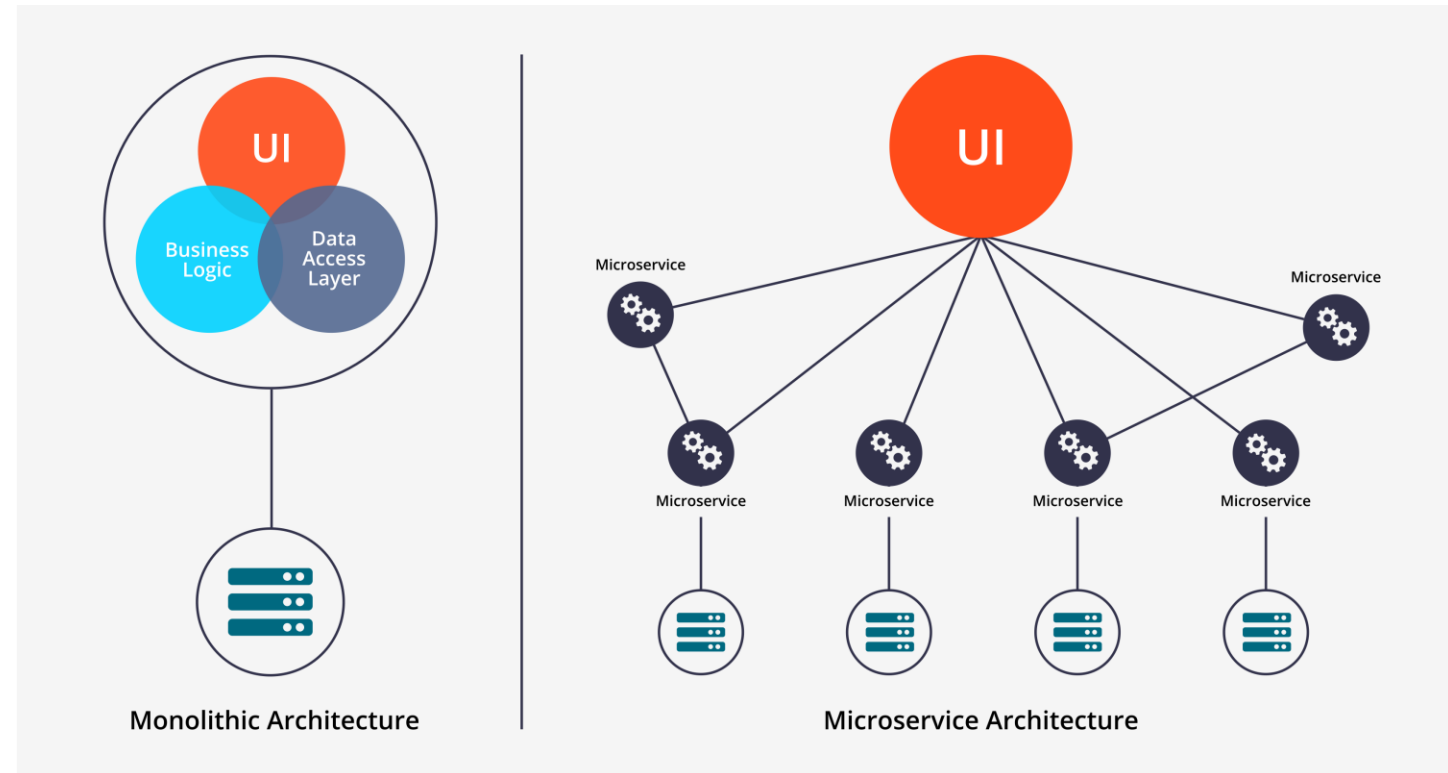 UI
Business
Logic
Data
Access
Layer
Monolithic Architecture
UI
Microservice
Microservice
Microservice
Microservice
Microservice
Microservice
Microservice Architecture